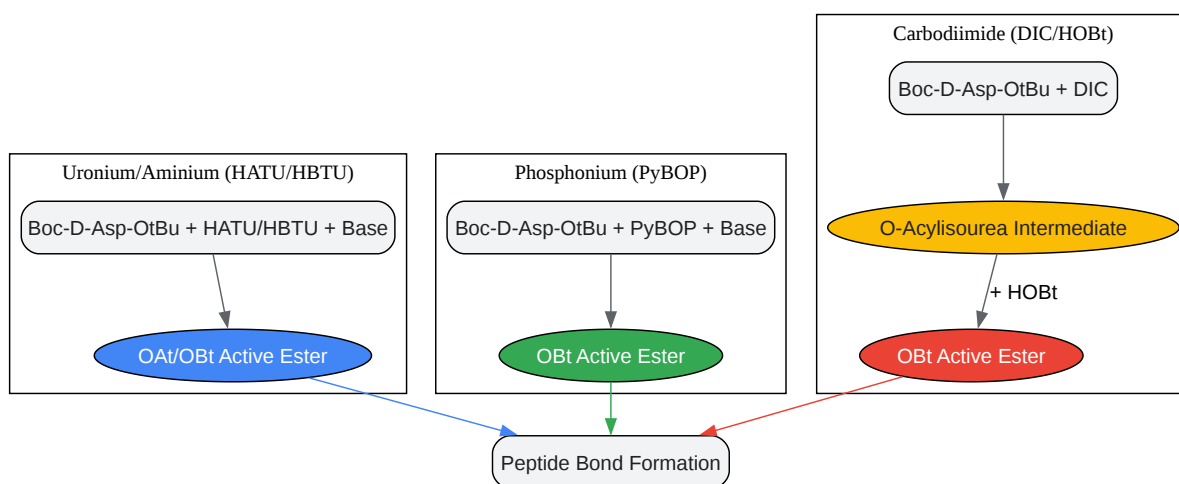 Carbodiimide (DIC/HOBt)
Boc-D-Asp-OtBu + DIC
Uronium/Aminium (HATU/HBTU)
Phosphonium (PyBOP)
Boc-D-Asp-OtBu + HATU/HBTU + Base
Boc-D-Asp-OtBu + PyBOP + Base
O-Acylisourea Intermediate
+ HOBt
OAt/OBt Active Ester
OBt Active Ester
OBt Active Ester
Peptide Bond Formation